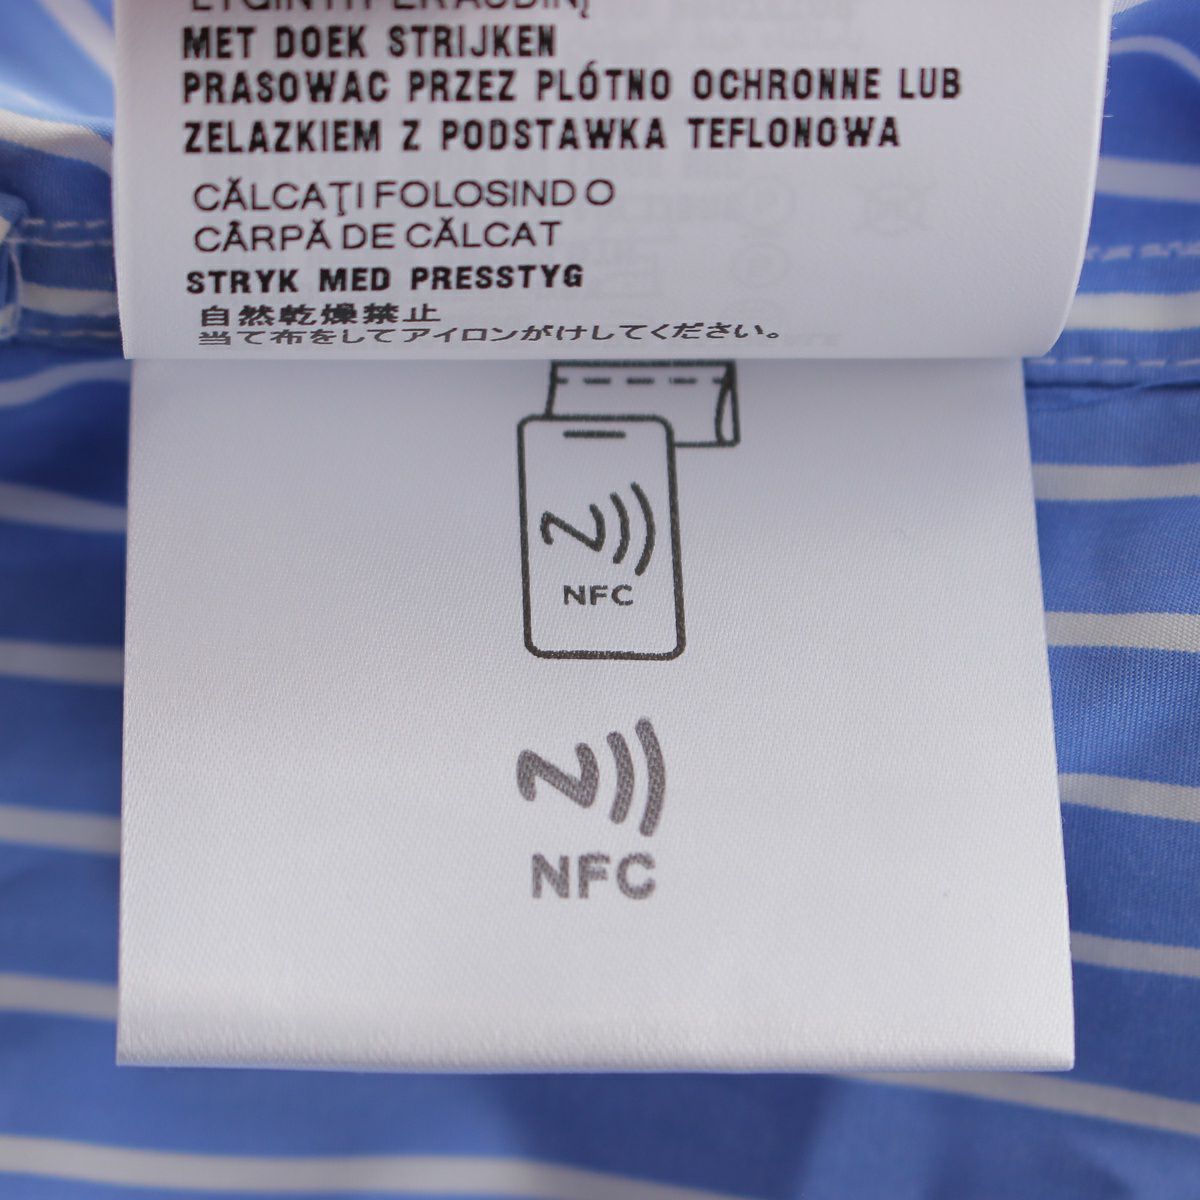 MET DOEK STRIJKEN
PRASOWAC PRZEZ PLÓTNO OCHRONNE LUB
ZELAZKIEM Z PODSTAWKA TEFLONOWA
CĂLCAŢI FOLOSIND O
CÂRPĂ DE CĂLCAT
STRYK MED PRESSTYG
自然乾燥禁止
当て布をしてアイロンがけしてください。
NFC
NFC